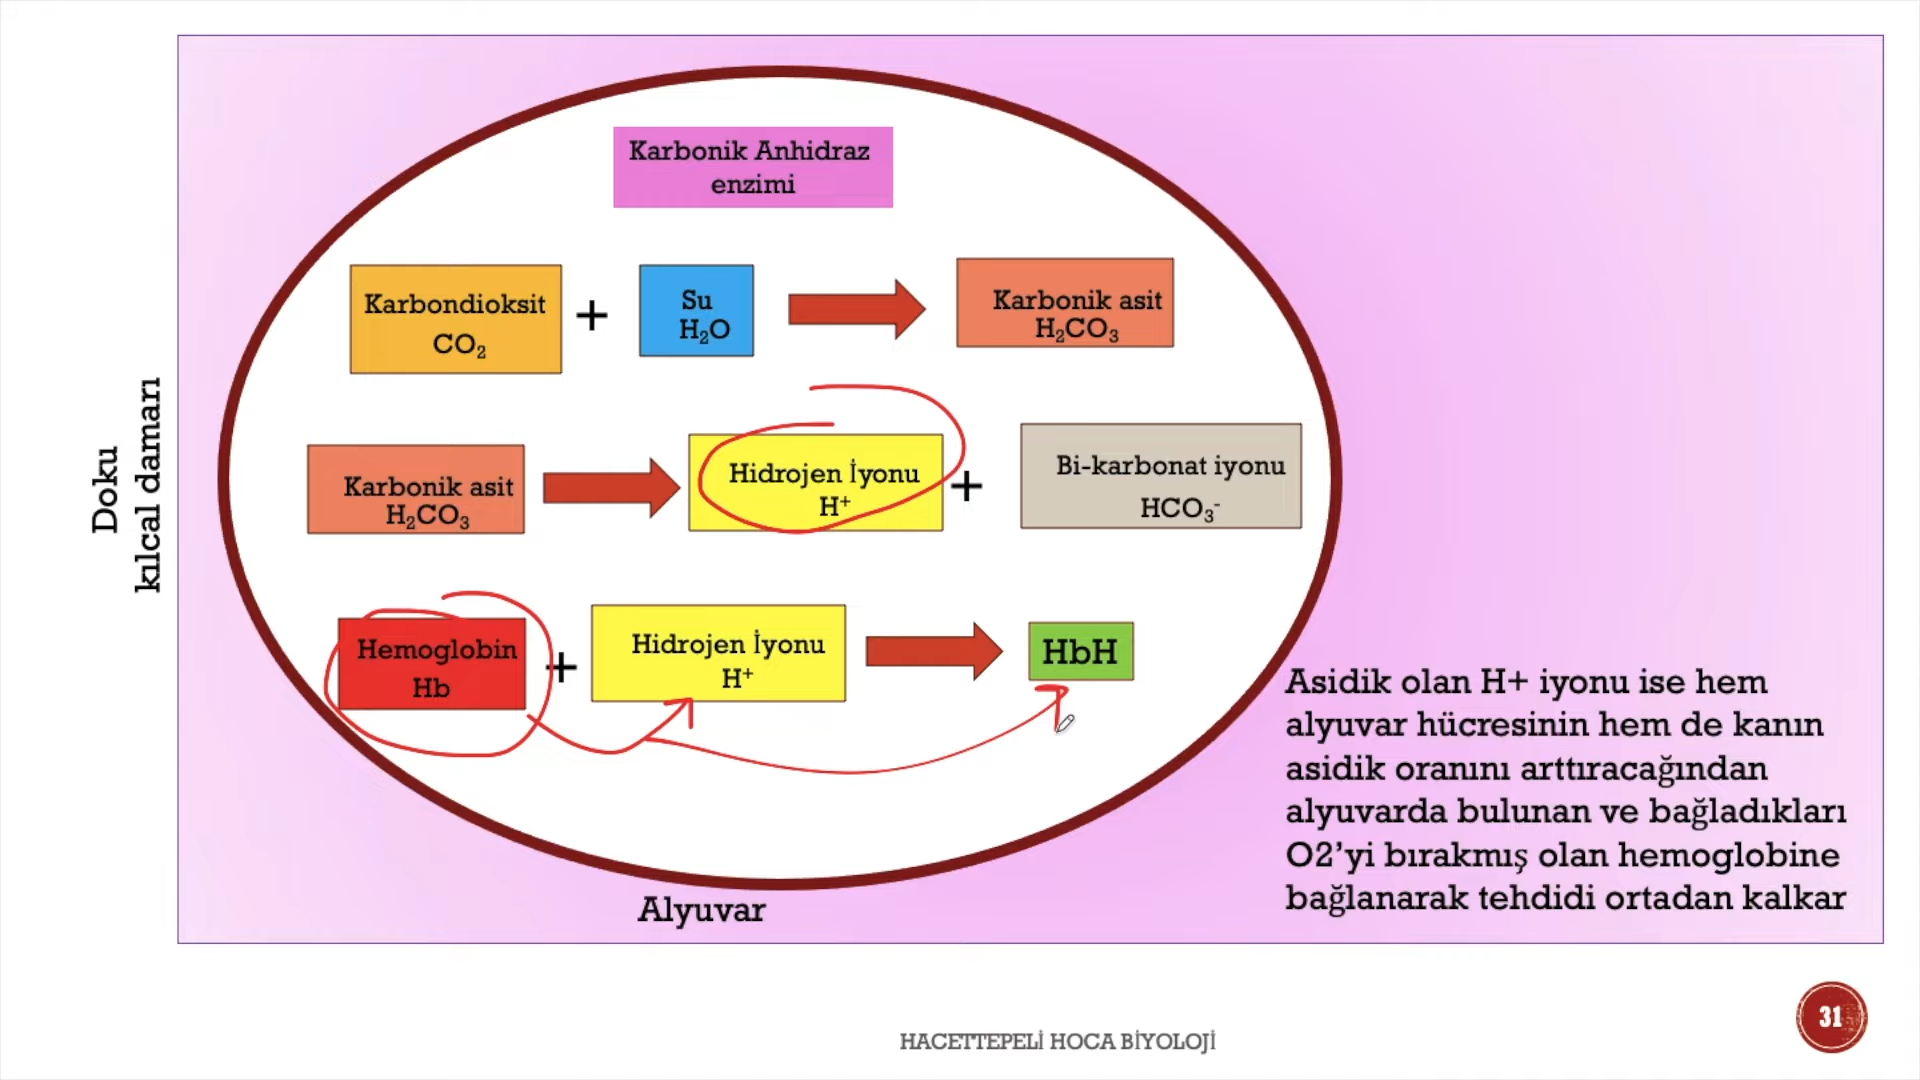 Karbonik Anhidraz
enzimi
Karbondioksit
CO₂
+
Su
H₂O
Karbonik asit
H₂CO₃
Karbonik asit
H₂CO₃
Hidrojen İyonu
H⁺
+
Bi-karbonat iyonu
HCO₃⁻
Hemoglobin
Hb
+
Hidrojen İyonu
H⁺
HbH
Doku
kılcal damarı
Alyuvar
Asidik olan H+ iyonu ise hem
alyuvar hücresinin hem de kanın
asidik oranını arttıracağından
alyuvarda bulunan ve bağladıkları
O2’yi bırakmış olan hemoglobine
bağlanarak tehdidi ortadan kalkar
HACETTEPELİ HOCA BİYOLOJİ
31